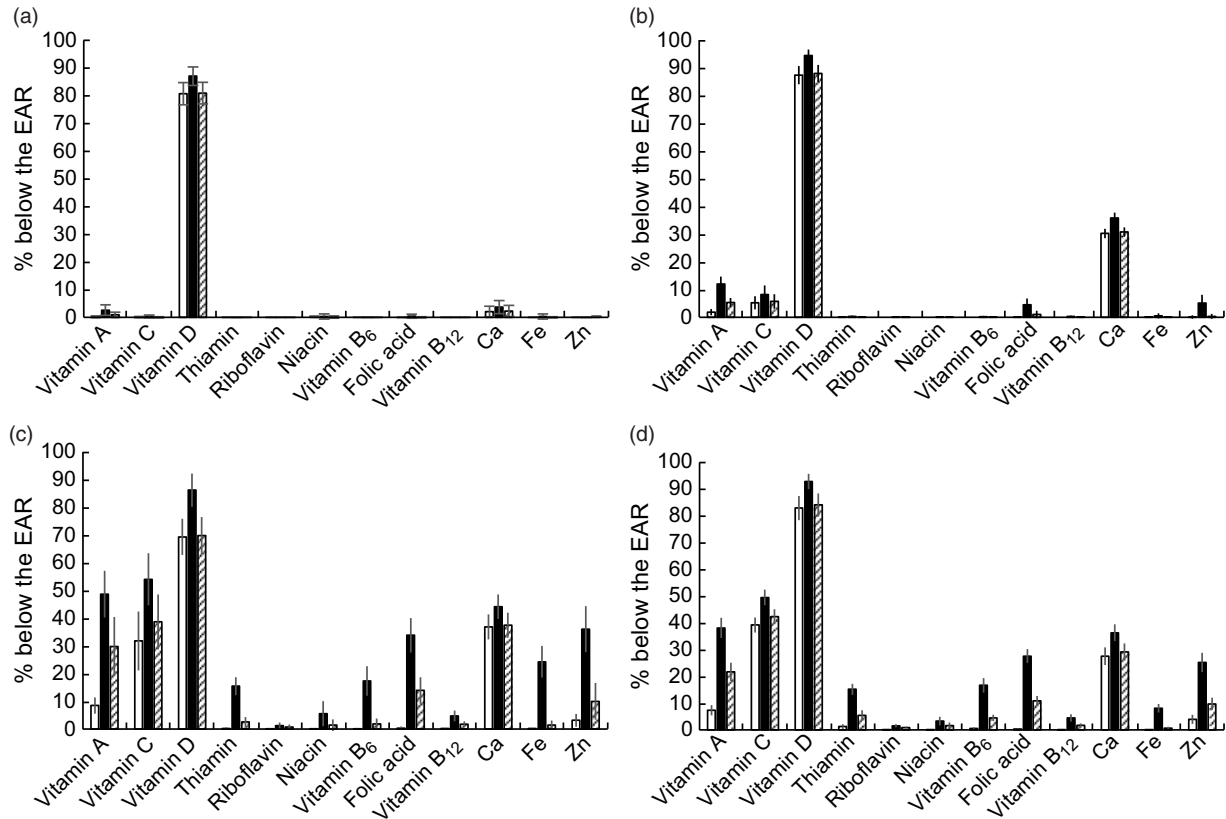 (a)
% below the EAR
100
90
80
70
60
50
40
30
20
10
0
Vitamin A
Vitamin C
Vitamin D
Thiamin
Riboflavin
Niacin
Vitamin B6
Folic acid
Vitamin B12
Ca
Fe
Zn
(b)
% below the EAR
100
90
80
70
60
50
40
30
20
10
0
Vitamin A
Vitamin C
Vitamin D
Thiamin
Riboflavin
Niacin
Vitamin B6
Folic acid
Vitamin B12
Ca
Fe
Zn
(c)
% below the EAR
100
90
80
70
60
50
40
30
20
10
0
Vitamin A
Vitamin C
Vitamin D
Thiamin
Riboflavin
Niacin
Vitamin B6
Folic acid
Vitamin B12
Ca
Fe
Zn
(d)
% below the EAR
100
90
80
70
60
50
40
30
20
10
0
Vitamin A
Vitamin C
Vitamin D
Thiamin
Riboflavin
Niacin
Vitamin B6
Folic acid
Vitamin B12
Ca
Fe
Zn